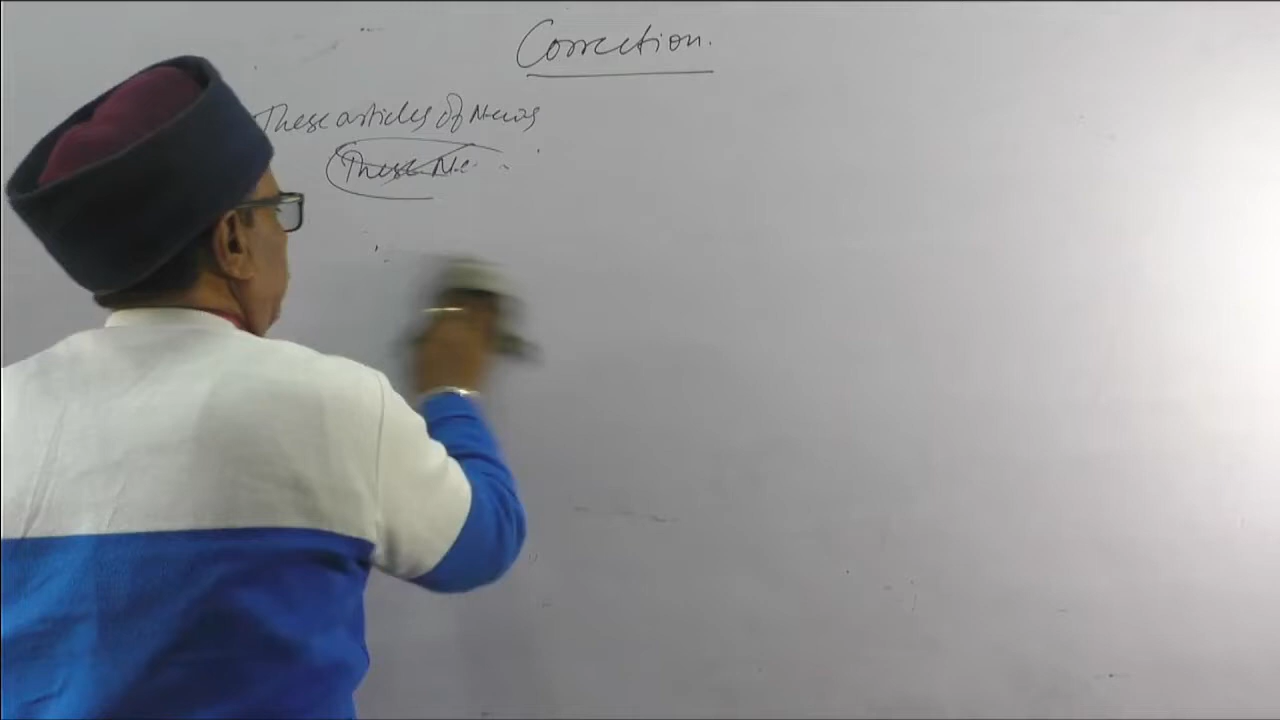 Correction.
These articles of News
These Ne